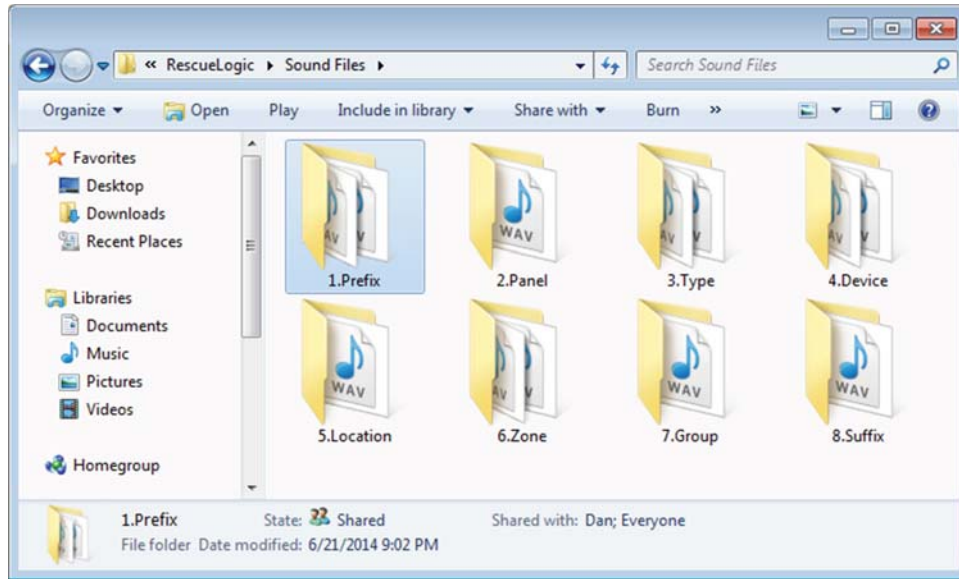 « RescueLogic ▸ Sound Files ▸
Search Sound Files
Organize Open Play Include in library Share with Burn »
Favorites
Desktop
Downloads
Recent Places
Libraries
Documents
Music
Pictures
Videos
Homegroup
WAV
1.Prefix 2.Panel 3.Type 4.Device
WAV WAV
5.Location 6.Zone 7.Group 8.Suffix
1.Prefix State: Shared Shared with: Dan; Everyone
File folder Date modified: 6/21/2014 9:02 PM